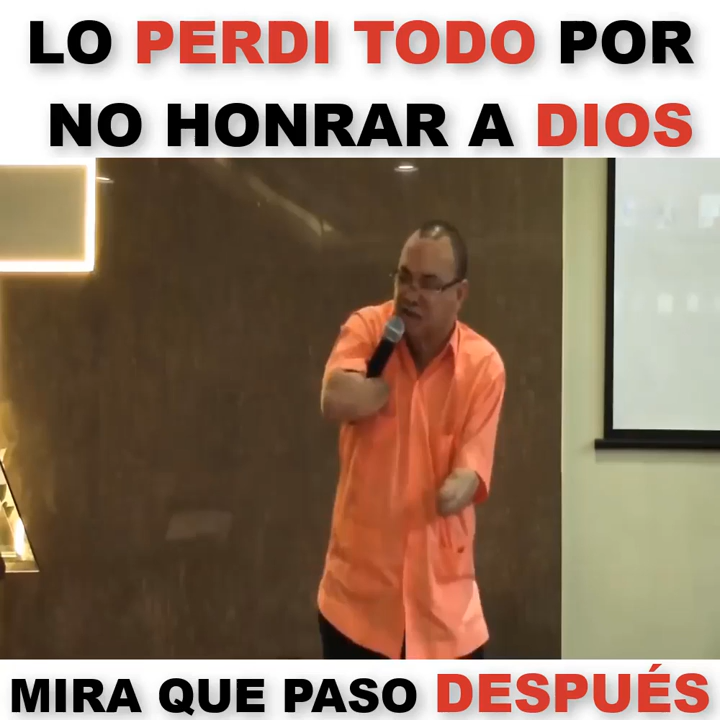 LO PERDI TODO POR
NO HONRAR A DIOS
MIRA QUE PASO DESPUÉS